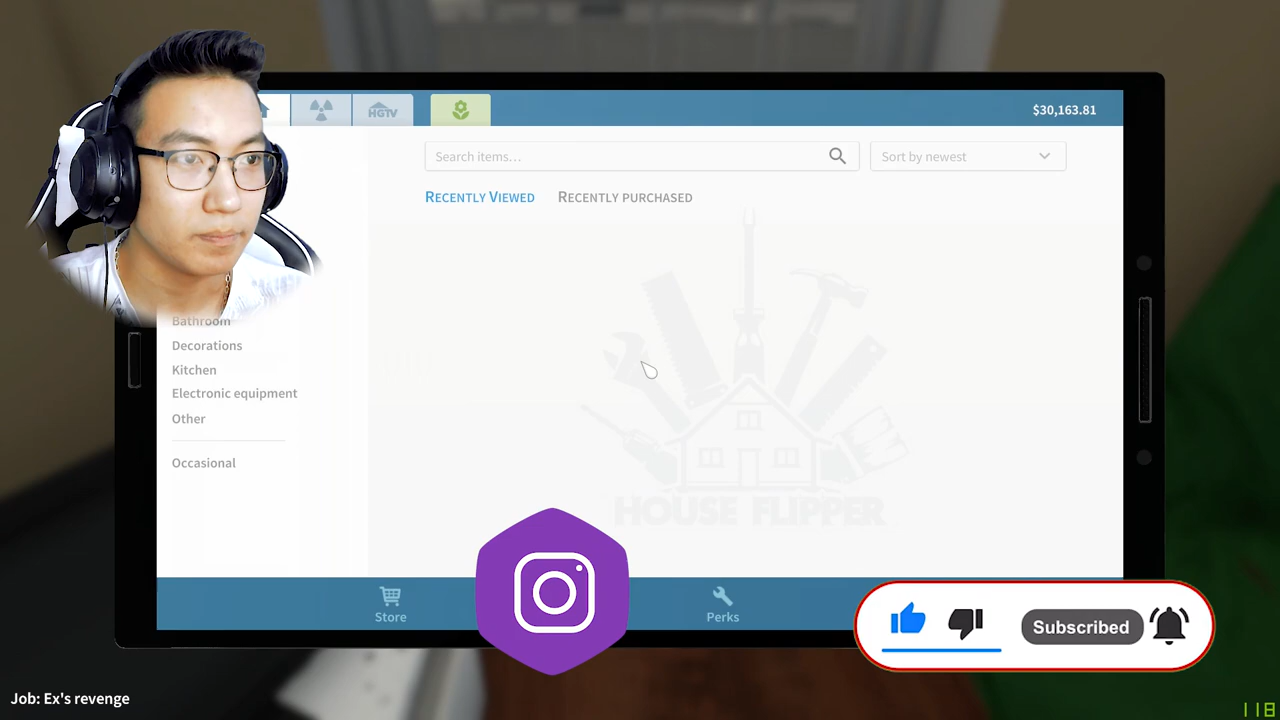 HGTV
$30,163.81
Search items...
Sort by newest
RECENTLY VIEWED
RECENTLY PURCHASED
Bathroom
Decorations
Kitchen
Electronic equipment
Other
Occasional
HOUSE FLIPPER
Store
Perks
Subscribed
Job: Ex's revenge
118